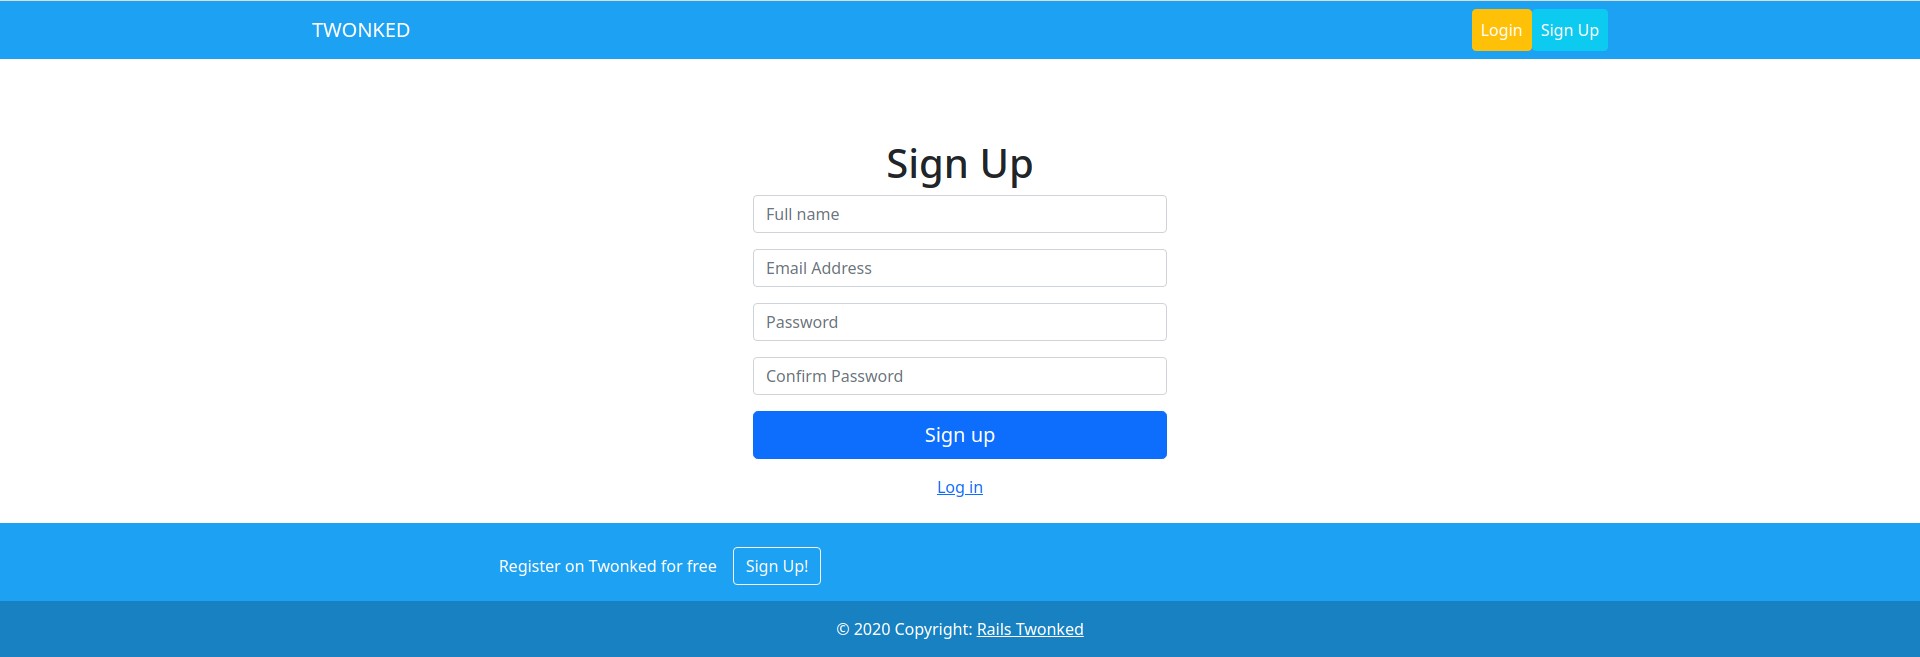 TWONKED
Login Sign Up
Sign Up
Full name
Email Address
Password
Confirm Password
Sign up
Log in
Register on Twonked for free Sign Up!
© 2020 Copyright: Rails Twonked